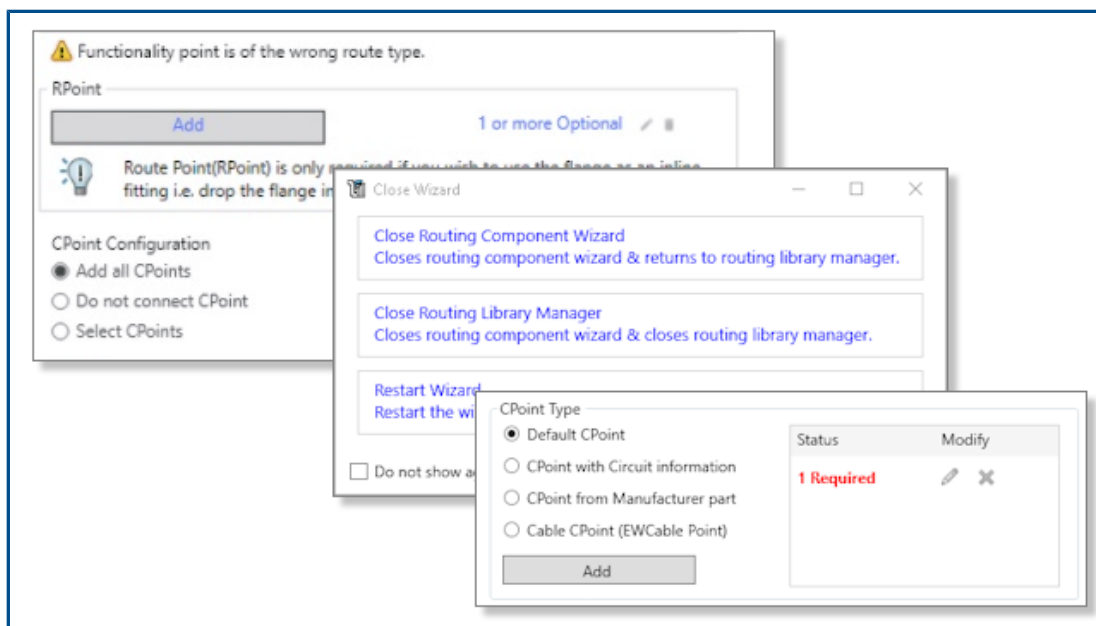 Functionality point is of the wrong route type.
RPoint
Add
1 or more Optional
Route Point(RPoint) is only required if you wish to use the flange as an inline
fitting i.e. drop the flange in
Close Wizard
CPoint Configuration
Add all CPoints
Do not connect CPoint
Select CPoints
Close Routing Component Wizard
Closes routing component wizard & returns to routing library manager.
Close Routing Library Manager
Closes routing component wizard & closes routing library manager.
Restart Wizard
Restart the wi
Do not show
CPoint Type
Default CPoint
CPoint with Circuit information
CPoint from Manufacturer part
Cable CPoint (EWCable Point)
Add
Status
Modify
1 Required